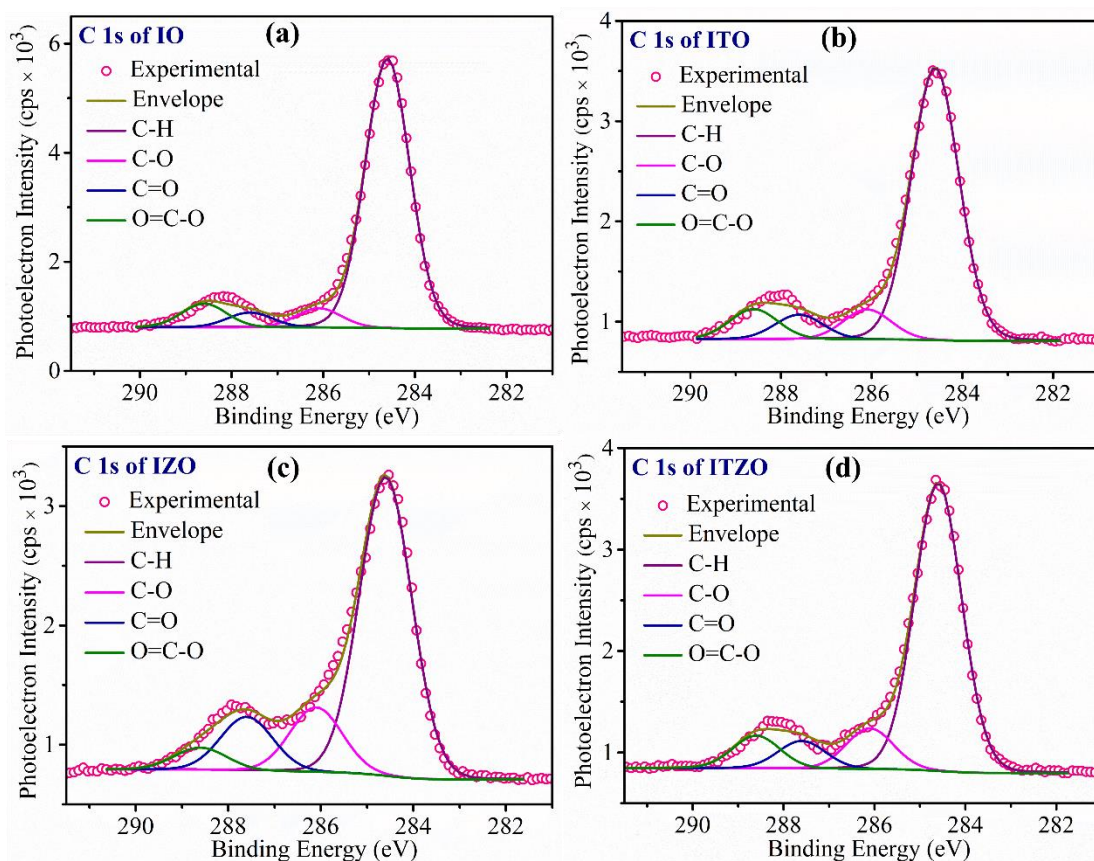 C 1s of IO
(a)
Experimental
Envelope
C-H
C-O
C=O
O=C-O
Photoelectron Intensity (cps × 10³)
6
4
2
0
290 288 286 284 282
Binding Energy (eV)
C 1s of ITO
(b)
Experimental
Envelope
C-H
C-O
C=O
O=C-O
Photoelectron Intensity (cps × 10³)
4
3
2
1
290 288 286 284 282
Binding Energy (eV)
C 1s of IZO
(c)
Experimental
Envelope
C-H
C-O
C=O
O=C-O
Photoelectron Intensity (cps × 10³)
3
2
1
290 288 286 284 282
Binding Energy (eV)
C 1s of ITZO
(d)
Experimental
Envelope
C-H
C-O
C=O
O=C-O
Photoelectron Intensity (cps × 10³)
4
3
2
1
290 288 286 284 282
Binding Energy (eV)